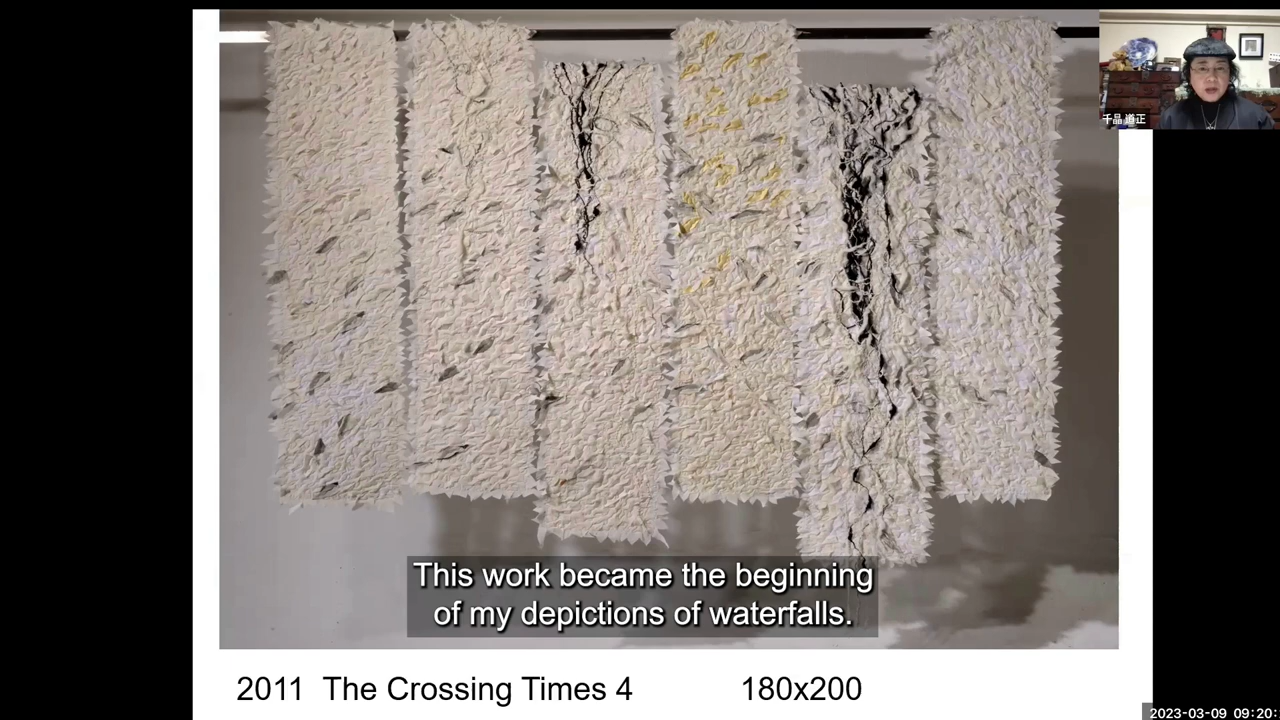 千品 道正
This work became the beginning
of my depictions of waterfalls.
2011 The Crossing Times 4 180x200
2023-03-09 09:20: